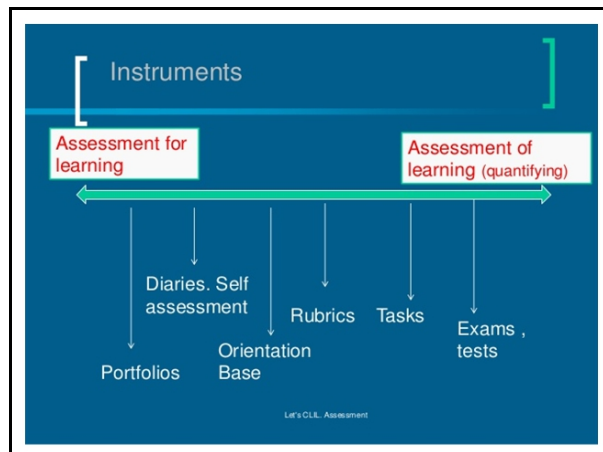 Instruments
Assessment for
learning
Assessment of
learning (quantifying)
Diaries. Self
assessment
Rubrics
Tasks
Exams ,
tests
Orientation
Base
Portfolios
Let's CLIL. Assessment